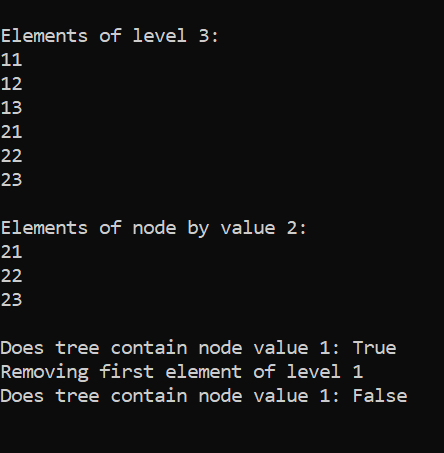 Elements of level 3:
11
12
13
21
22
23
Elements of node by value 2:
21
22
23
Does tree contain node value 1: True
Removing first element of level 1
Does tree contain node value 1: False